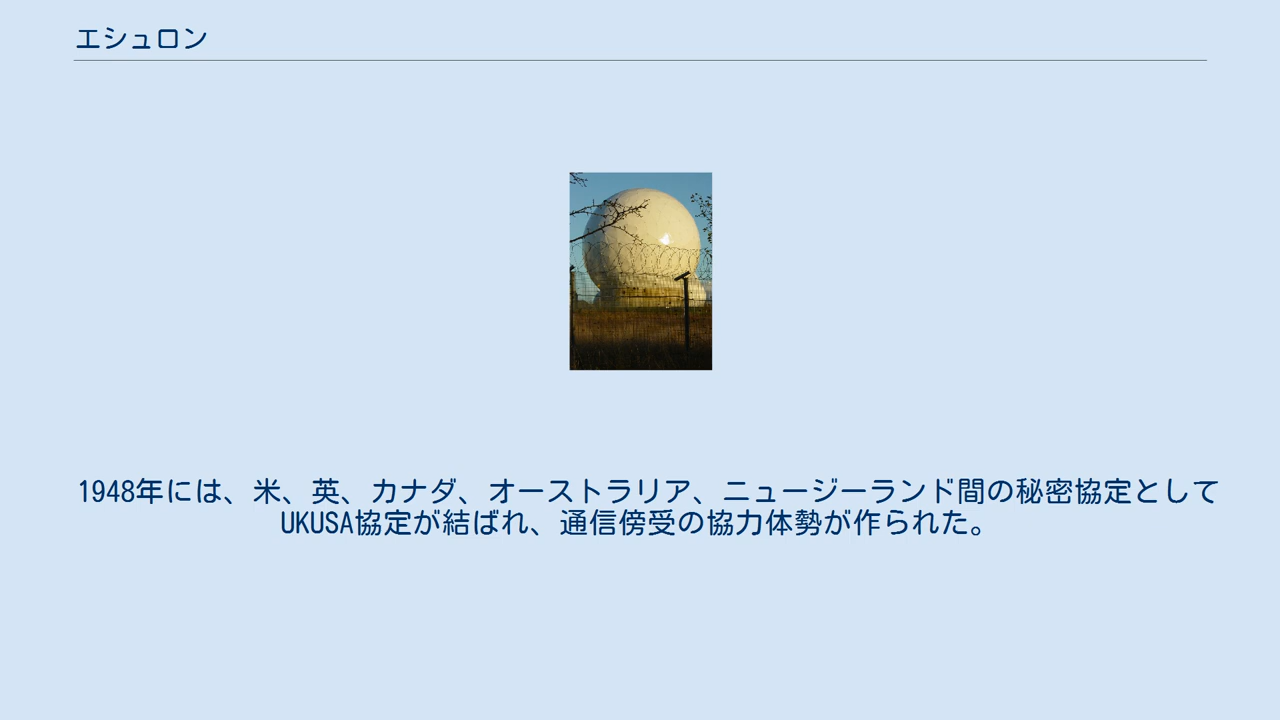 エシュロン
1948年には、米、英、カナダ、オーストラリア、ニュージーランド間の秘密協定として
UKUSA協定が結ばれ、通信傍受の協力体勢が作られた。